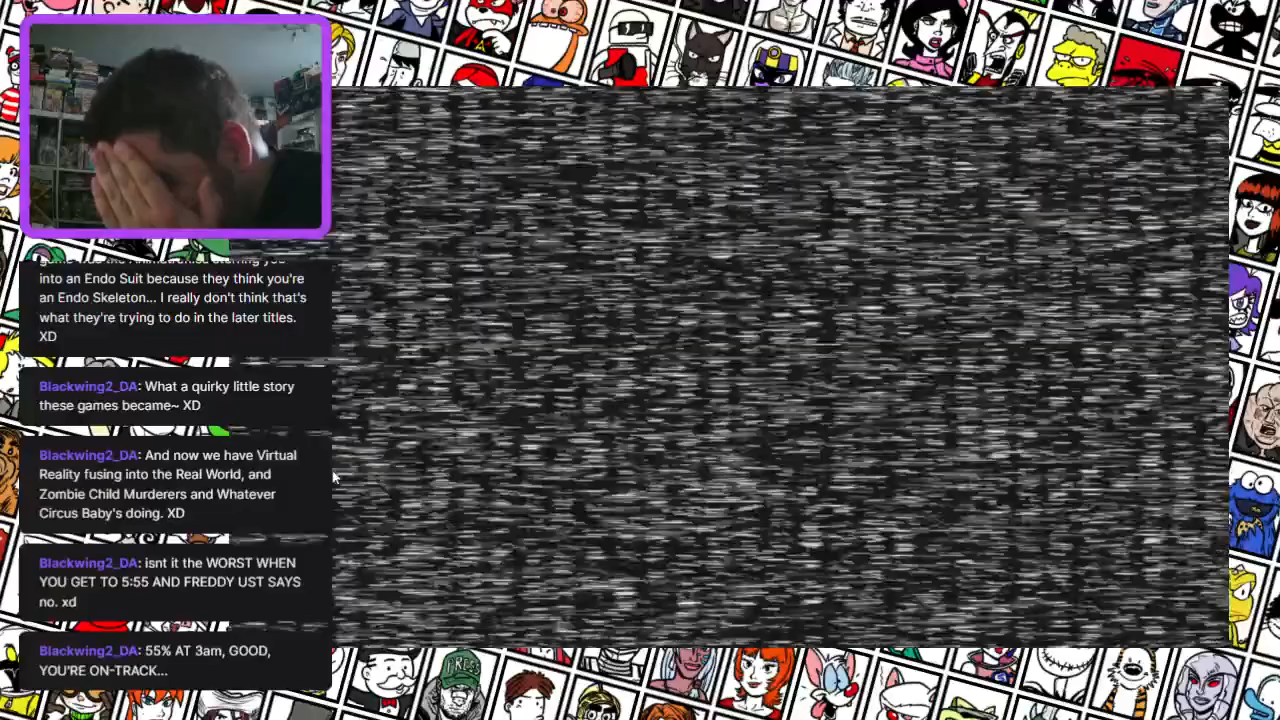 into an Endo Suit because they think you're
an Endo Skeleton... I really don't think that's
what they're trying to do in the later titles.
XD
Blackwing2_DA: What a quirky little story
these games became~ XD
Blackwing2_DA: And now we have Virtual
Reality fusing into the Real World, and
Zombie Child Murderers and Whatever
Circus Baby's doing. XD
Blackwing2_DA: isnt it the WORST WHEN
YOU GET TO 5:55 AND FREDDY UST SAYS
no. xd
Blackwing2_DA: 55% AT 3am, GOOD,
YOU'RE ON-TRACK...
PRESS